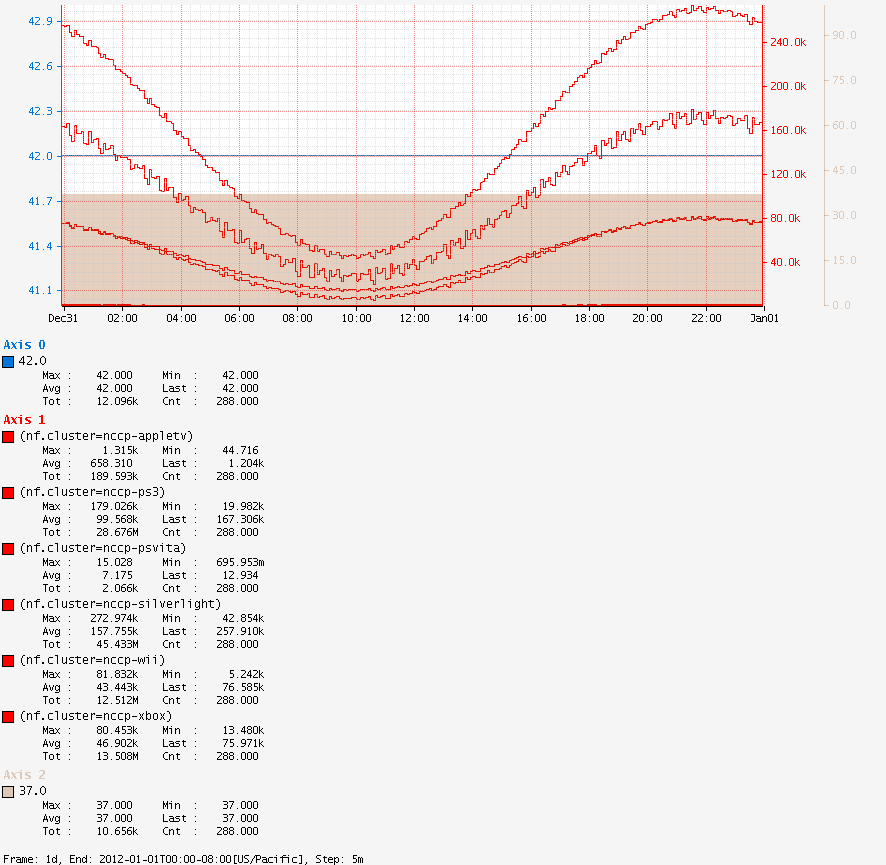 42.9
42.6
42.3
42.0
41.7
41.4
41.1
240.0k
200.0k
160.0k
120.0k
80.0k
40.0k
90.0
75.0
60.0
45.0
30.0
15.0
0.0
Dec31 02:00 04:00 06:00 08:00 10:00 12:00 14:00 16:00 18:00 20:00 22:00 Jan01
Axis 0
42.0
Max : 42.000 Min : 42.000
Avg : 42.000 Last : 42.000
Tot : 12.096k Cnt : 288.000
Axis 1
(nf.cluster=nccp-appletv)
Max : 1.315k Min : 44.716
Avg : 658.310 Last : 1.204k
Tot : 189.593k Cnt : 288.000
(nf.cluster=nccp-ps3)
Max : 179.026k Min : 19.982k
Avg : 99.568k Last : 167.306k
Tot : 28.676M Cnt : 288.000
(nf.cluster=nccp-psvita)
Max : 15.028 Min : 695.953m
Avg : 7.175 Last : 12.934
Tot : 2.066k Cnt : 288.000
(nf.cluster=nccp-silverlight)
Max : 272.974k Min : 42.854k
Avg : 157.755k Last : 257.910k
Tot : 45.433M Cnt : 288.000
(nf.cluster=nccp-wii)
Max : 81.832k Min : 5.242k
Avg : 43.443k Last : 76.585k
Tot : 12.512M Cnt : 288.000
(nf.cluster=nccp-xbox)
Max : 80.453k Min : 13.480k
Avg : 46.902k Last : 75.971k
Tot : 13.508M Cnt : 288.000
Axis 2
37.0
Max : 37.000 Min : 37.000
Avg : 37.000 Last : 37.000
Tot : 10.656k Cnt : 288.000
Frame: 1d, End: 2012-01-01T00:00-08:00[US/Pacific], Step: 5m